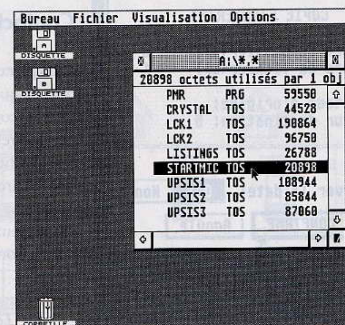 Bureau Fichier Visualisation Options
DISQUETTE
DISQUETTE
A:\*.*
20898 octets utilisés par 1 obj
PMR PRG 59550
CRYSTAL TOS 44528
LCK1 TOS 190864
LCK2 TOS 96750
LISTINGS TOS 26788
STARTMIC TOS 20898
UPSIS1 TOS 108944
UPSIS2 TOS 85844
UPSIS3 TOS 87060
CORBEILLE